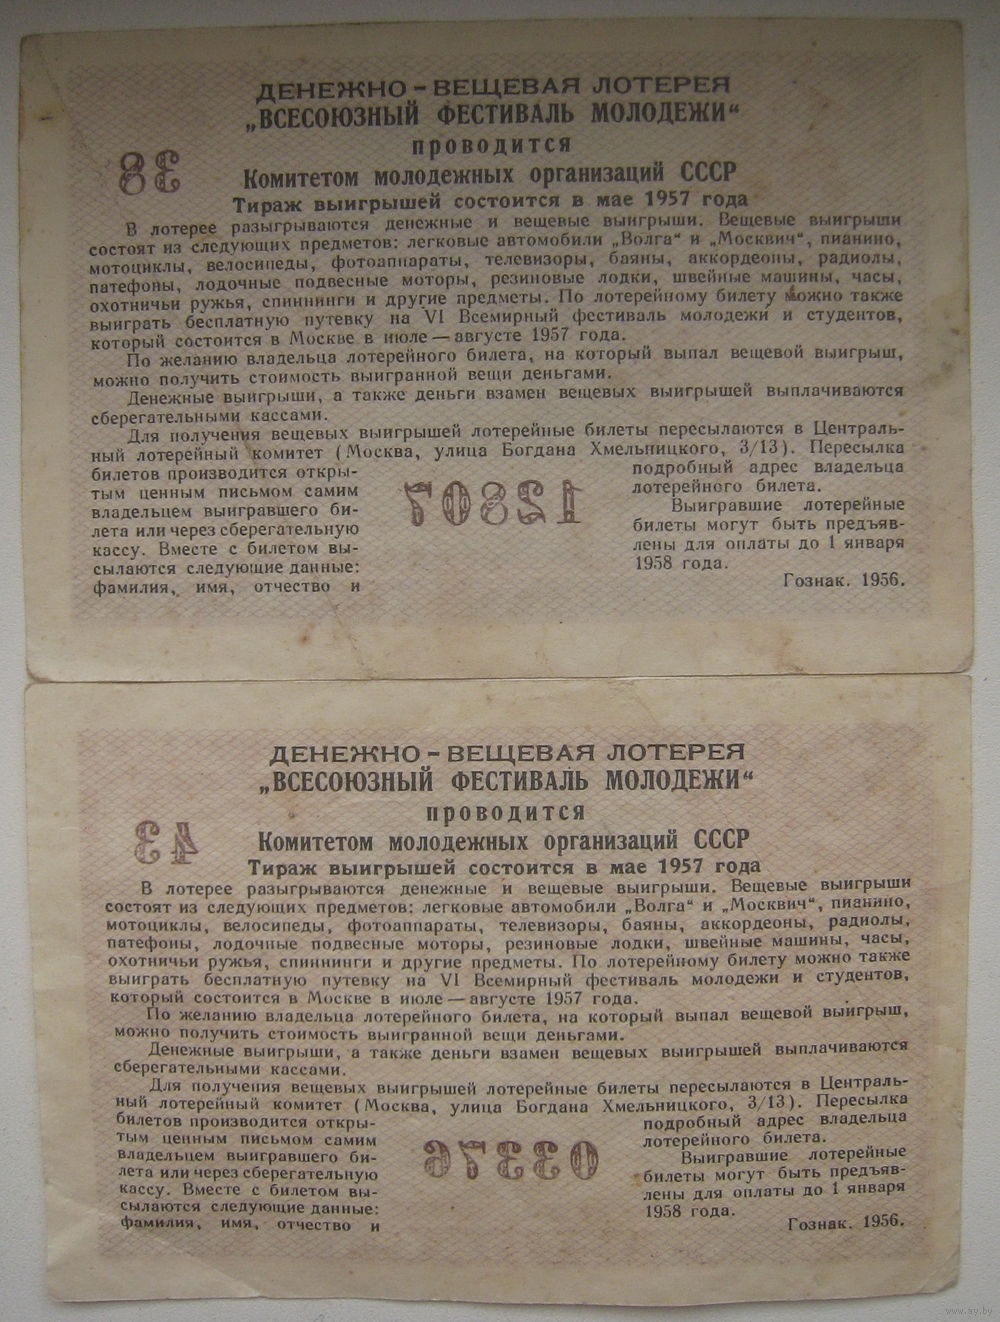 ДЕНЕЖНО-ВЕЩЕВАЯ ЛОТЕРЕЯ
„ВСЕСОЮЗНЫЙ ФЕСТИВАЛЬ МОЛОДЕЖИ“
проводится
38
Комитетом молодежных организаций СССР
Тираж выигрышей состоится в мае 1957 года
В лотерее разыгрываются денежные и вещевые выигрыши. Вещевые выигрыши
состоят из следующих предметов: легковые автомобили „Волга“ и „Москвич“, пианино,
мотоциклы, велосипеды, фотоаппараты, телевизоры, баяны, аккордеоны, радиолы,
патефоны, лодочные подвесные моторы, резиновые лодки, швейные машины, часы,
охотничьи ружья, спиннинги и другие предметы. По лотерейному билету можно также
выиграть бесплатную путевку на VI Всемирный фестиваль молодежи и студентов,
который состоится в Москве в июле — августе 1957 года.
По желанию владельца лотерейного билета, на который выпал вещевой выигрыш,
можно получить стоимость выигранной вещи деньгами.
Денежные выигрыши, а также деньги взамен вещевых выигрышей выплачиваются
сберегательными кассами.
Для получения вещевых выигрышей лотерейные билеты пересылаются в Централь-
ный лотерейный комитет (Москва, улица Богдана Хмельницкого, 3/13). Пересылка
билетов производится откры-
тым ценным письмом самим
владельцем выигравшего би-
лета или через сберегательную
кассу. Вместе с билетом вы-
сылаются следующие данные:
фамилия, имя, отчество и
12807
подробный адрес владельца
лотерейного билета.
Выигравшие лотерейные
билеты могут быть предъяв-
лены для оплаты до 1 января
1958 года.
Гознак. 1956.
ДЕНЕЖНО-ВЕЩЕВАЯ ЛОТЕРЕЯ
„ВСЕСОЮЗНЫЙ ФЕСТИВАЛЬ МОЛОДЕЖИ“
проводится
43
Комитетом молодежных организаций СССР
Тираж выигрышей состоится в мае 1957 года
В лотерее разыгрываются денежные и вещевые выигрыши. Вещевые выигрыши
состоят из следующих предметов: легковые автомобили „Волга“ и „Москвич“, пианино,
мотоциклы, велосипеды, фотоаппараты, телевизоры, баяны, аккордеоны, радиолы,
патефоны, лодочные подвесные моторы, резиновые лодки, швейные машины, часы,
охотничьи ружья, спиннинги и другие предметы. По лотерейному билету можно также
выиграть бесплатную путевку на VI Всемирный фестиваль молодежи и студентов,
который состоится в Москве в июле — августе 1957 года.
По желанию владельца лотерейного билета, на который выпал вещевой выигрыш,
можно получить стоимость выигранной вещи деньгами.
Денежные выигрыши, а также деньги взамен вещевых выигрышей выплачиваются
сберегательными кассами.
Для получения вещевых выигрышей лотерейные билеты пересылаются в Централь-
ный лотерейный комитет (Москва, улица Богдана Хмельницкого, 3/13). Пересылка
билетов производится откры-
тым ценным письмом самим
владельцем выигравшего би-
лета или через сберегательную
кассу. Вместе с билетом вы-
сылаются следующие данные:
фамилия, имя, отчество и
03376
подробный адрес владельца
лотерейного билета.
Выигравшие лотерейные
билеты могут быть предъяв-
лены для оплаты до 1 января
1958 года.
Гознак. 1956.
www.ay.by